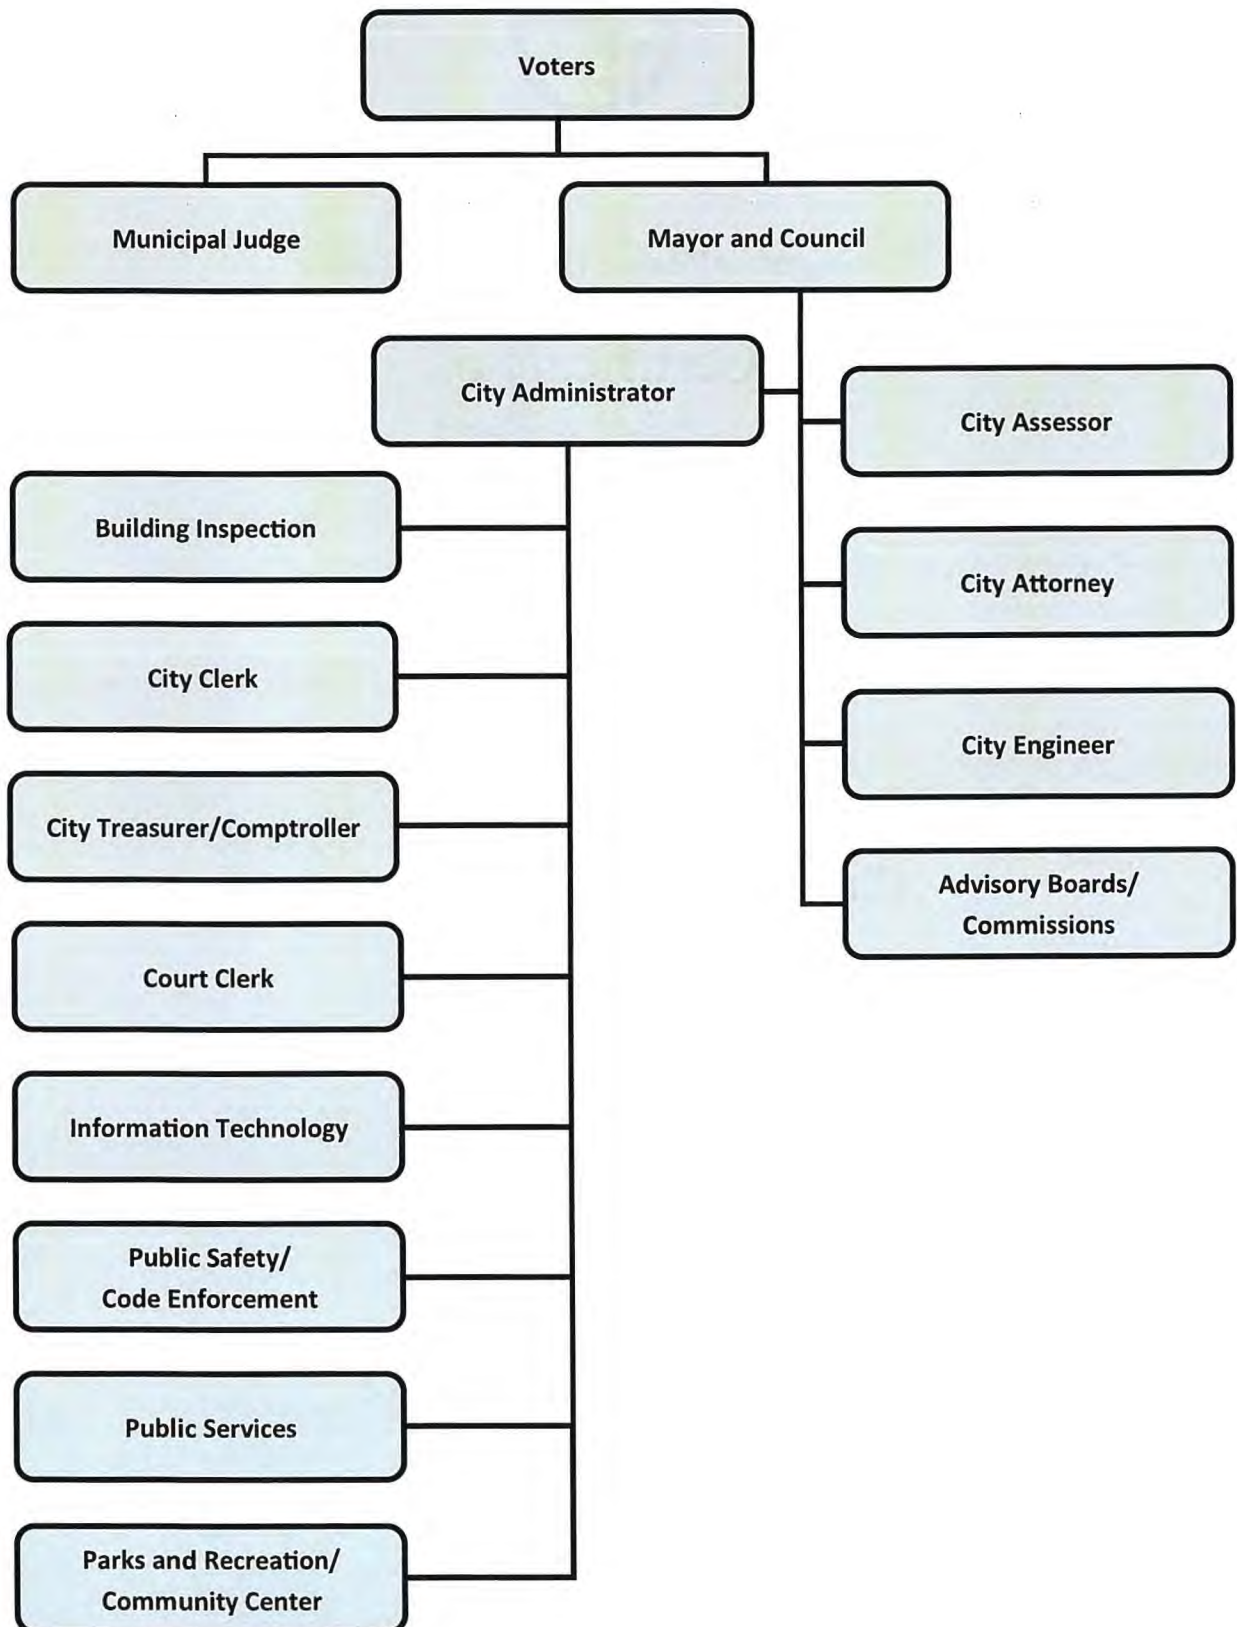 Voters
Municipal Judge
Mayor and Council
City Administrator
City Assessor
Building Inspection
City Attorney
City Clerk
City Engineer
City Treasurer/Comptroller
Advisory Boards/
Commissions
Court Clerk
Information Technology
Public Safety/
Code Enforcement
Public Services
Parks and Recreation/
Community Center